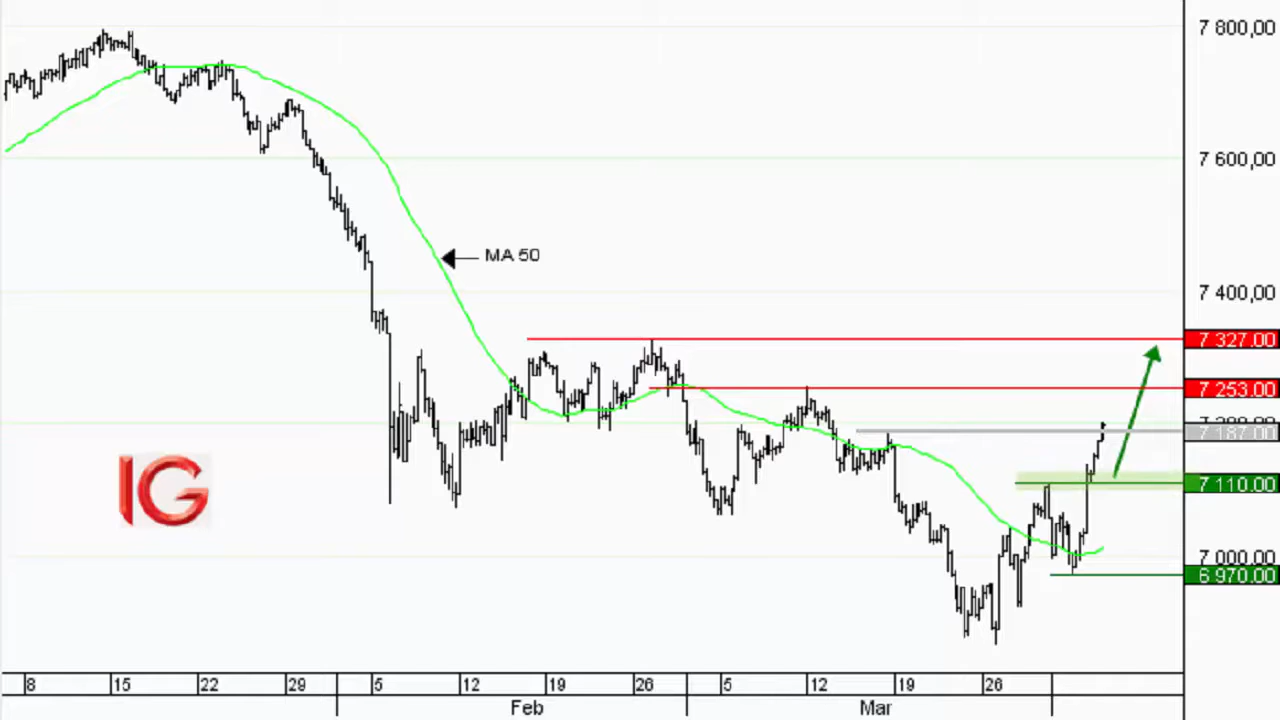 7 800,00
7 600,00
MA 50
7 400,00
7 327.00
7 253.00
7 187.00
IG
7 110.00
7 000.00
6 970.00
8 15 22 29 5 12 19 26 5 12 19 26
Feb Mar